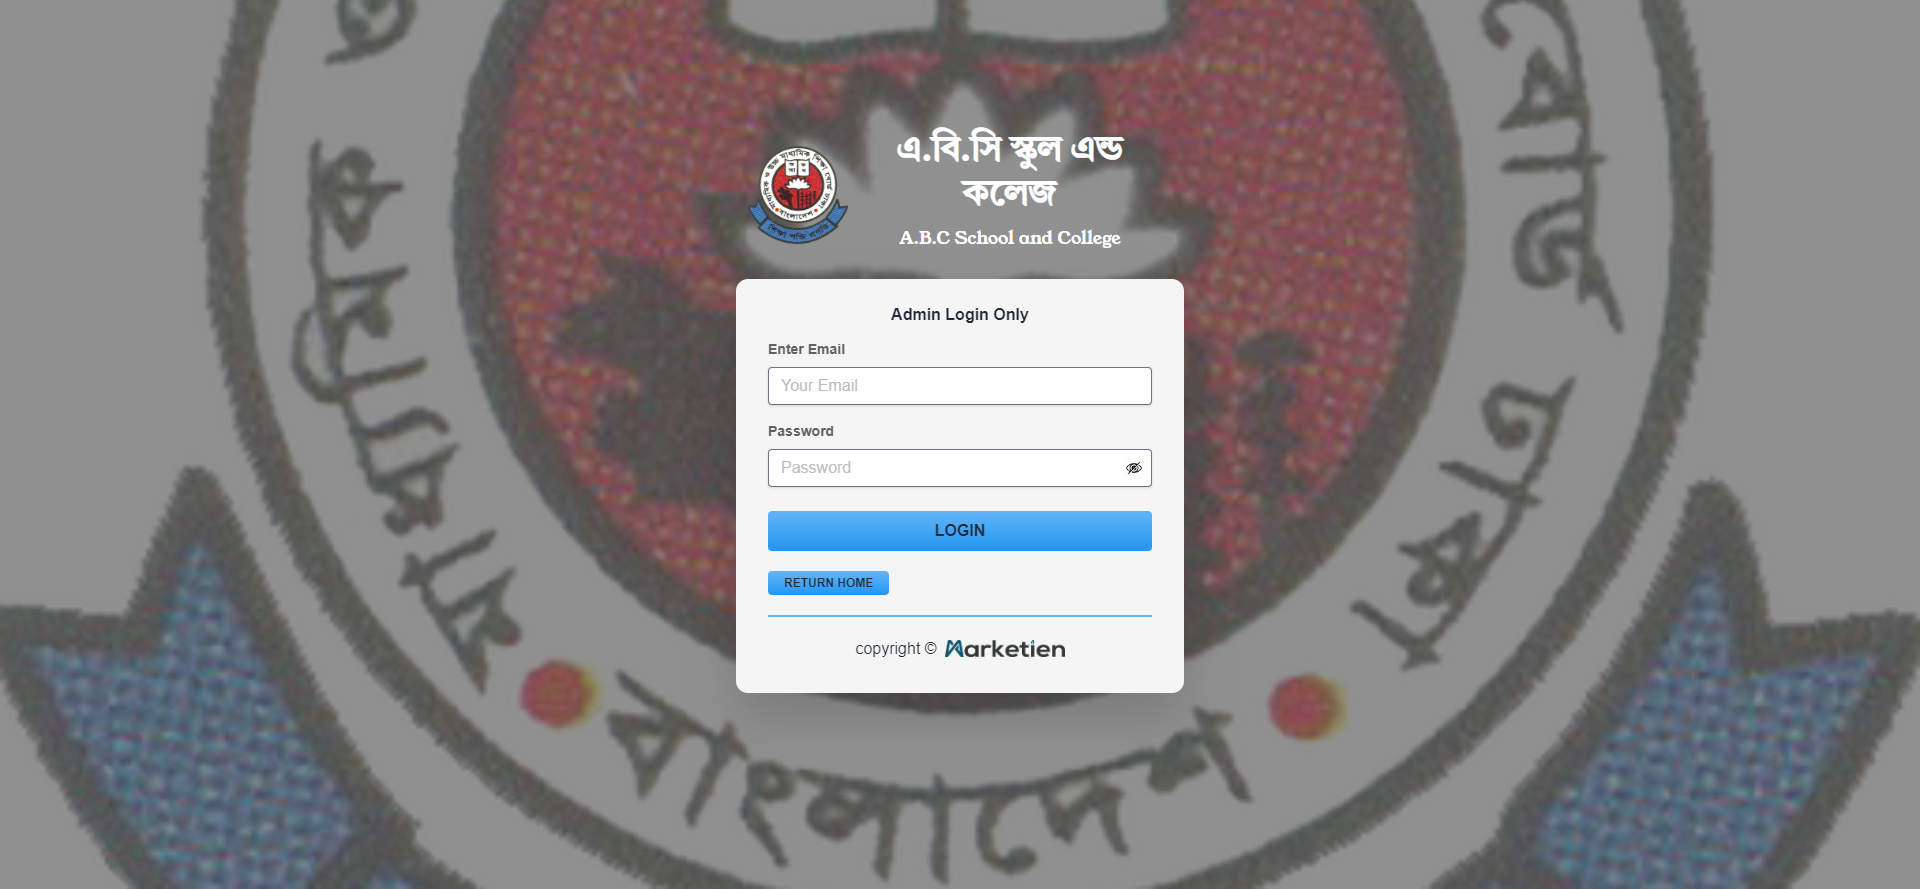 এ.বি.সি স্কুল এন্ড
কলেজ
A.B.C School and College
Admin Login Only
Enter Email
Your Email
Password
Password
LOGIN
RETURN HOME
copyright © Marketien
বাংলাদেশ